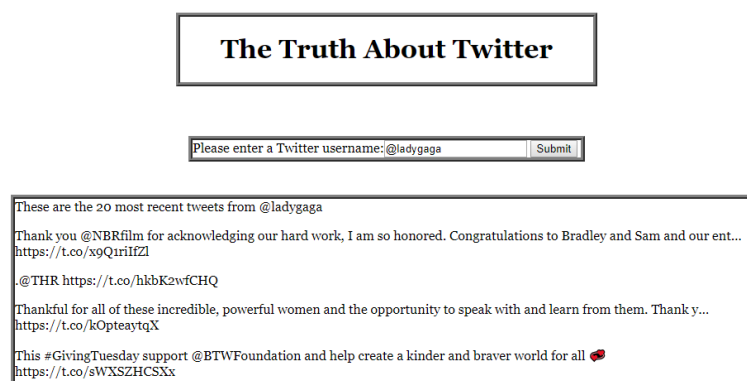 The Truth About Twitter
Please enter a Twitter username: @ladygaga Submit
These are the 20 most recent tweets from @ladygaga
Thank you @NBRfilm for acknowledging our hard work, I am so honored. Congratulations to Bradley and Sam and our ent...
https://t.co/x9Q1riIfZl
.@THR https://t.co/hkbK2wfCHQ
Thankful for all of these incredible, powerful women and the opportunity to speak with and learn from them. Thank y...
https://t.co/kOpteaytqX
This #GivingTuesday support @BTWFoundation and help create a kinder and braver world for all 💋
https://t.co/sWXSZHCSXx